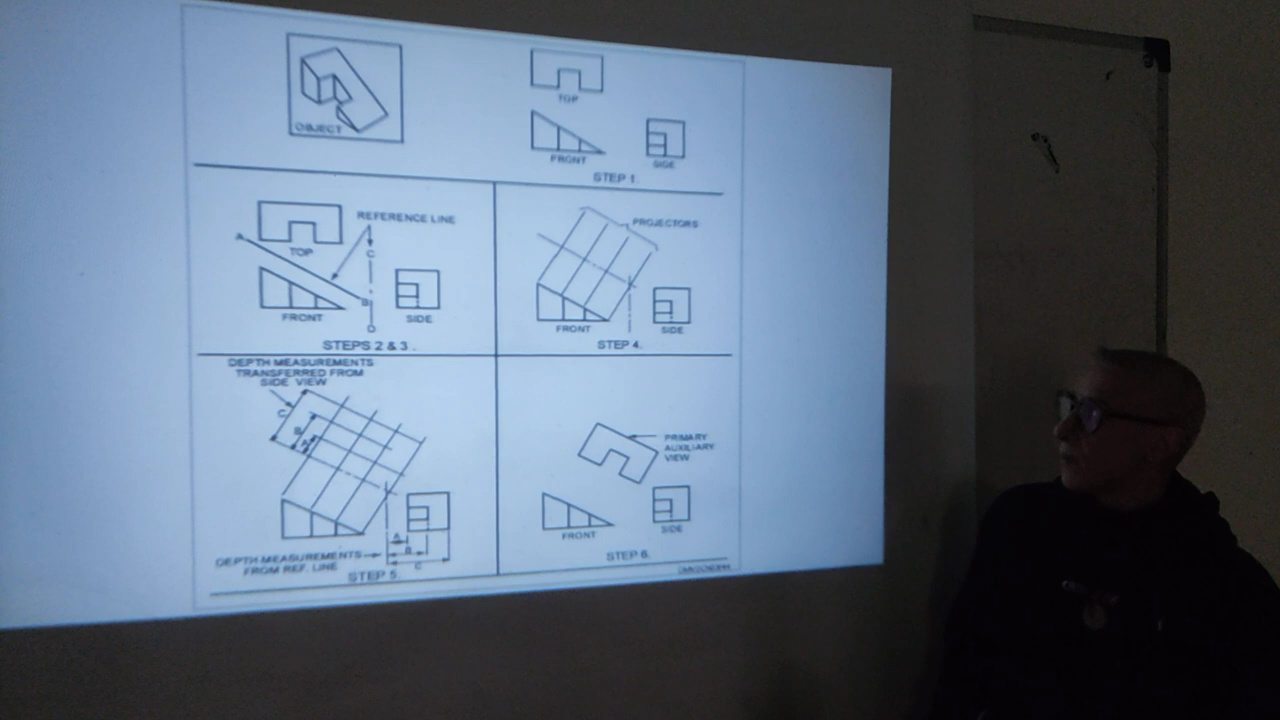 OBJECT
TOP
FRONT
SIDE
STEP 1.
REFERENCE LINE
A
TOP
C
B
FRONT
SIDE
STEPS 2 & 3 .
PROJECTORS
FRONT
SIDE
STEP 4.
DEPTH MEASUREMENTS
TRANSFERRED FROM
SIDE VIEW
C
B
A
A
B
C
DEPTH MEASUREMENTS
FROM REF. LINE
STEP 5.
PRIMARY
AUXILIARY
VIEW
FRONT
SIDE
STEP 6.